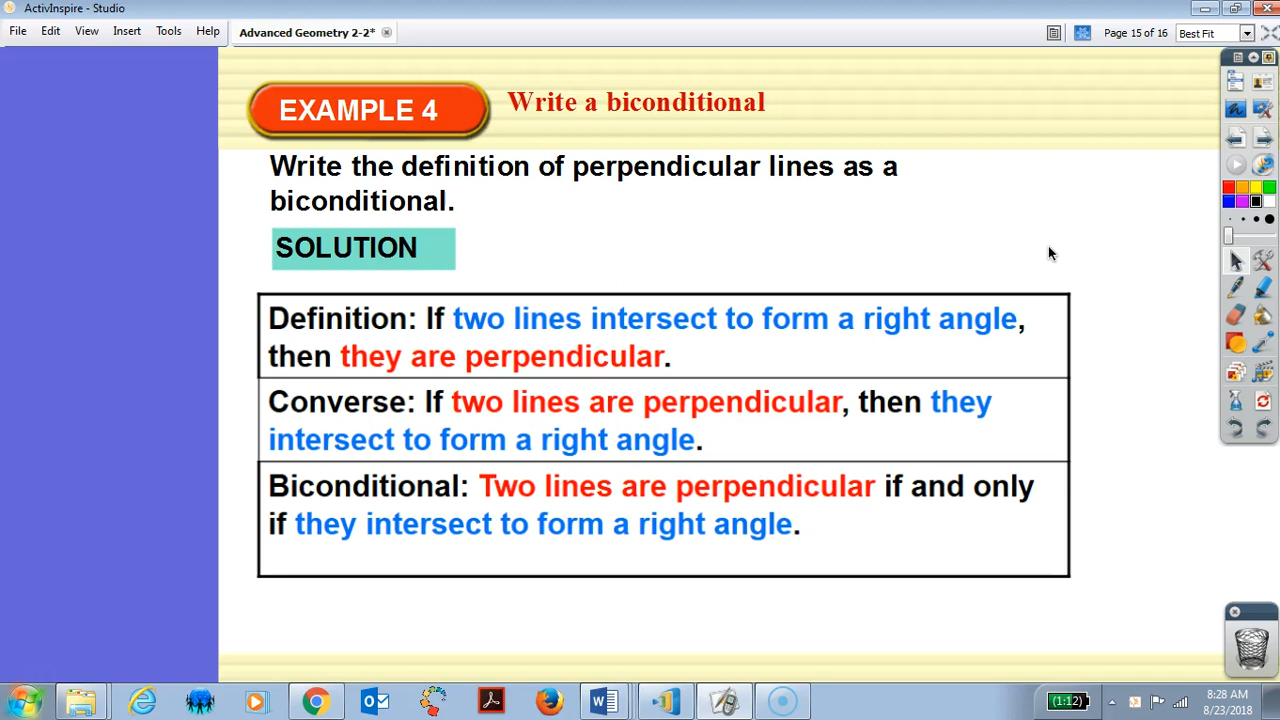 ActivInspire - Studio
File Edit View Insert Tools Help
Advanced Geometry 2-2*
Page 15 of 16
Best Fit
EXAMPLE 4
Write a biconditional
Write the definition of perpendicular lines as a
biconditional.
SOLUTION
Definition: If two lines intersect to form a right angle,
then they are perpendicular.
Converse: If two lines are perpendicular, then they
intersect to form a right angle.
Biconditional: Two lines are perpendicular if and only
if they intersect to form a right angle.
(1:12)
8:28 AM
8/23/2018